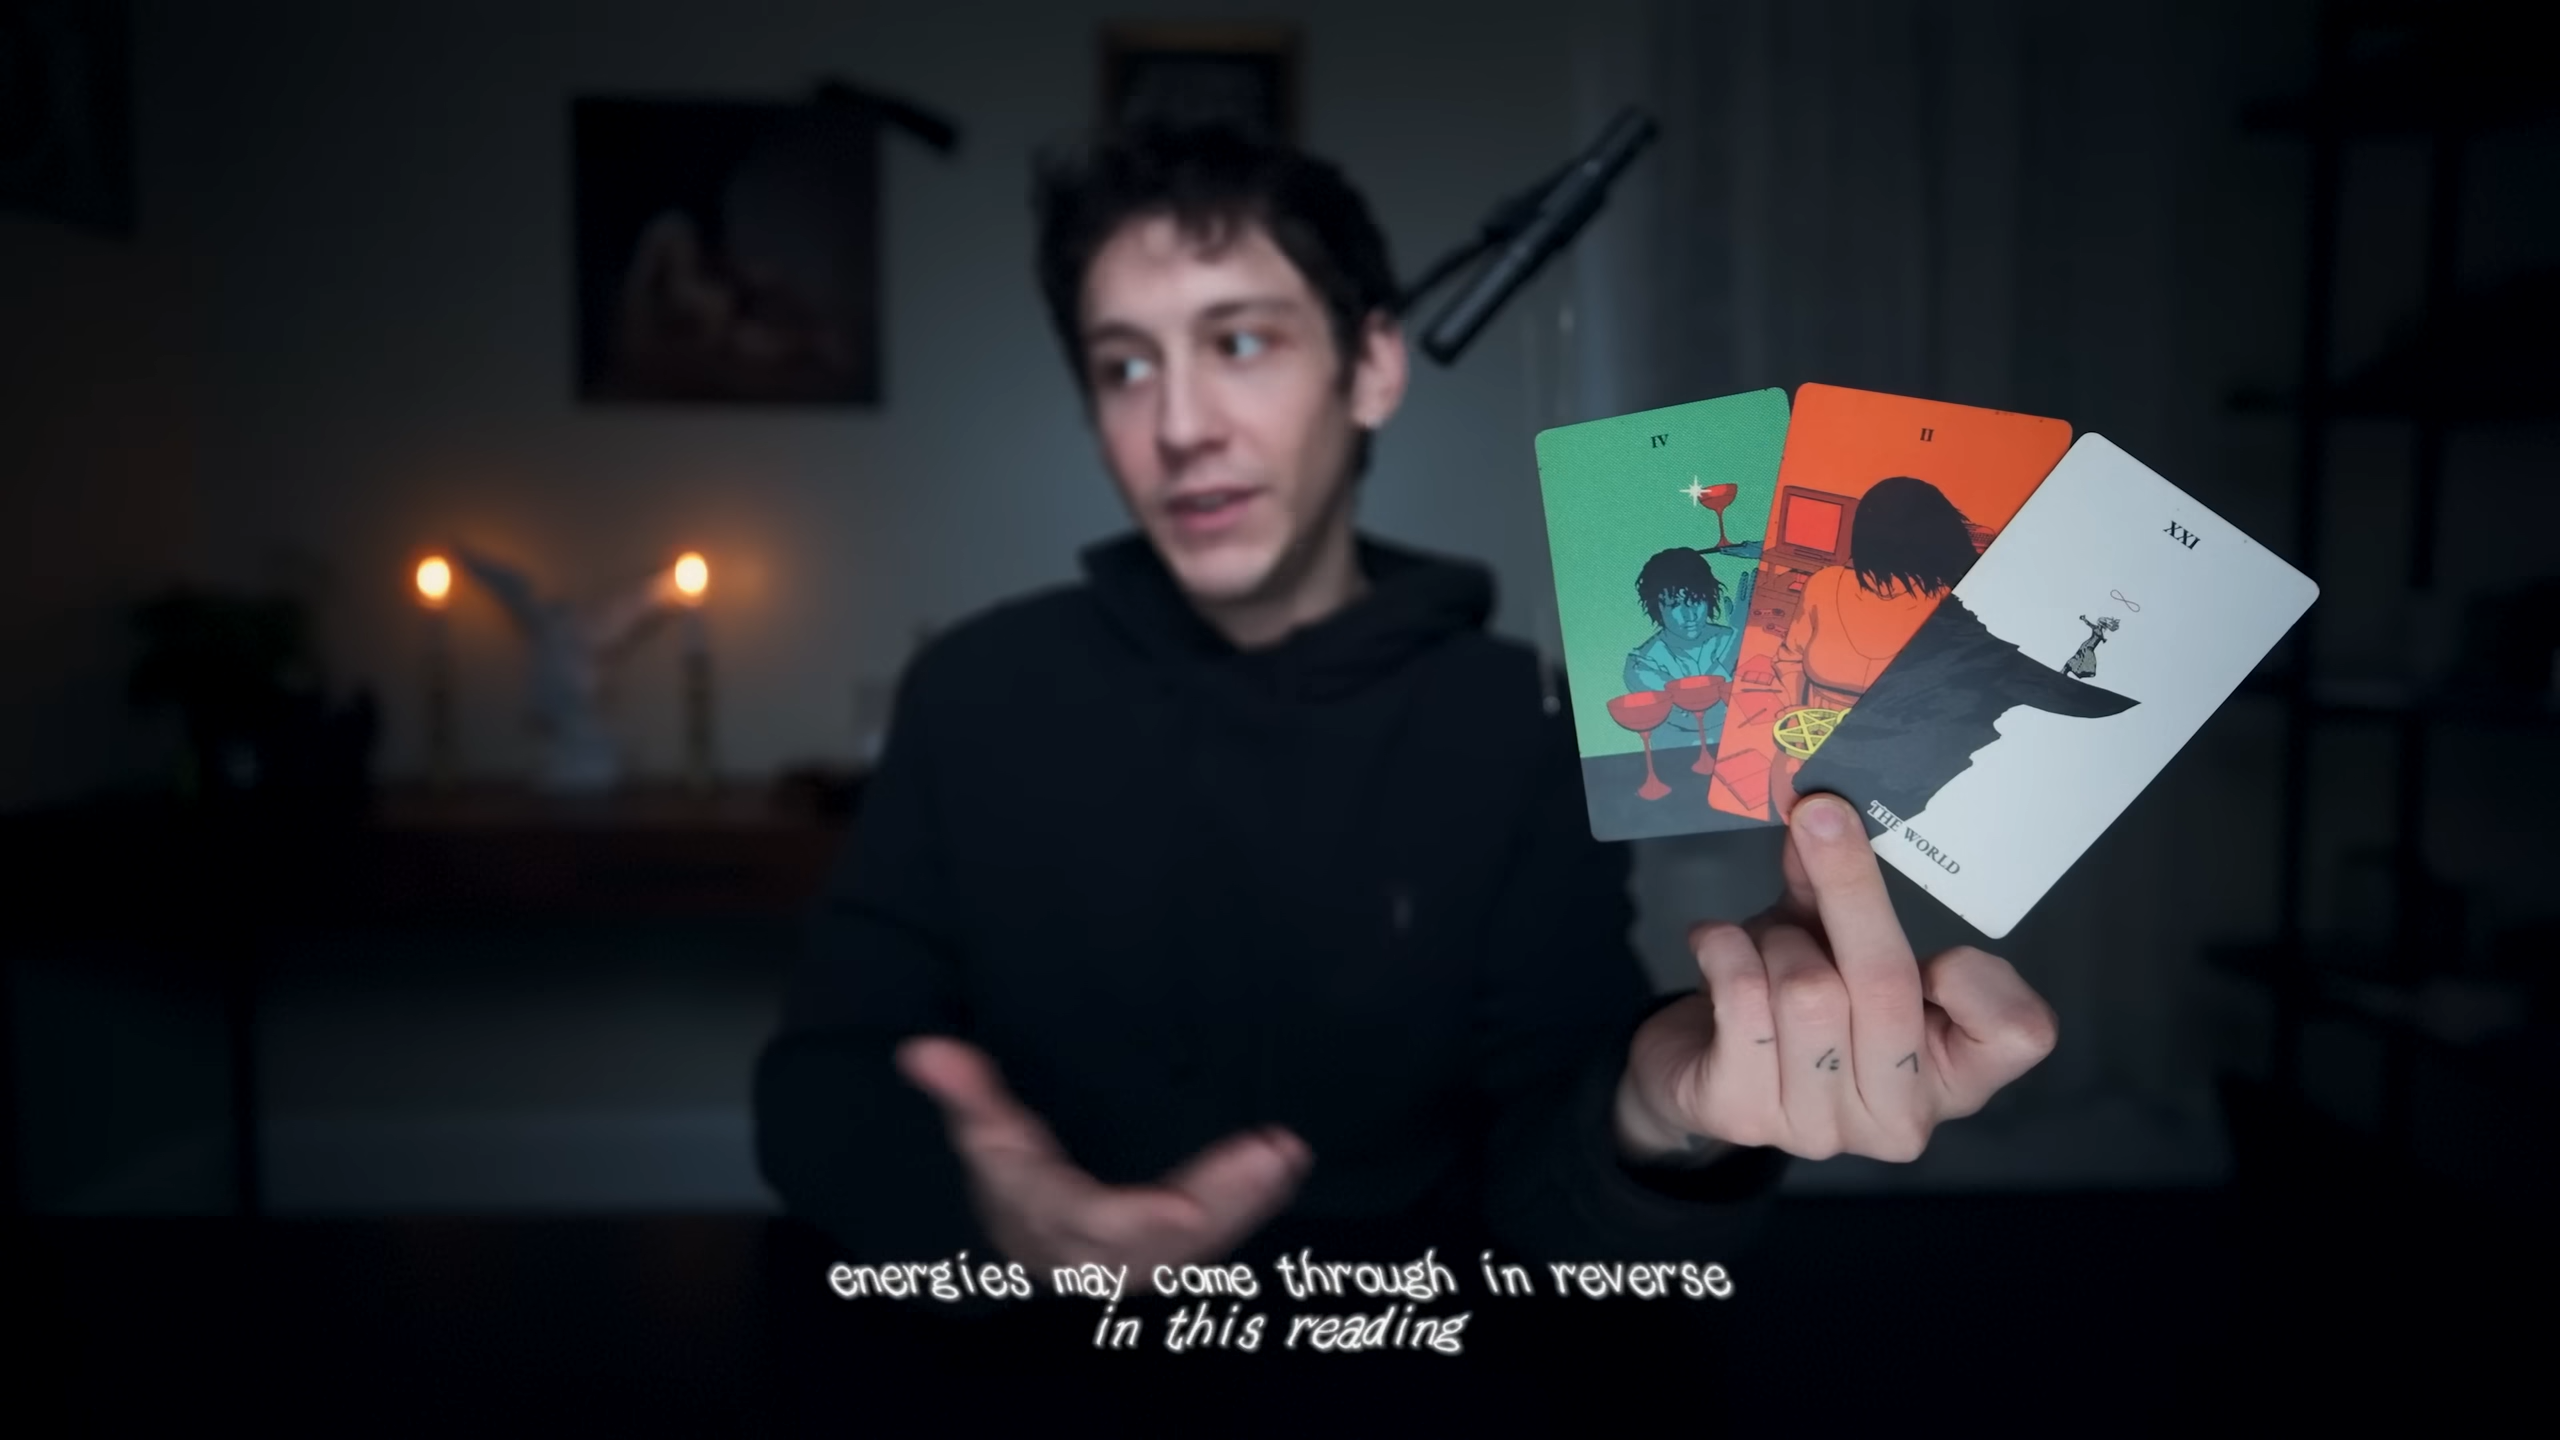 IV
II
XXI
THE WORLD
energies may come through in reverse
in this reading